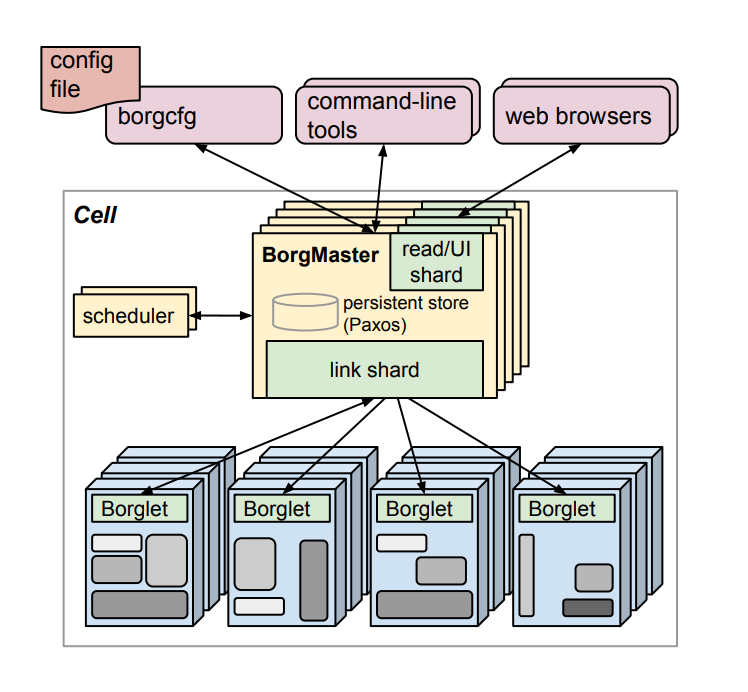 config
file
borgcfg
command-line
tools
web browsers
Cell
BorgMaster
read/UI
shard
persistent store
(Paxos)
scheduler
link shard
Borglet
Borglet
Borglet
Borglet